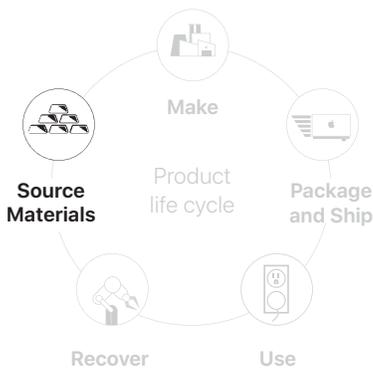 Make
Source
Materials
Product
life cycle
Package
and Ship
Recover
Use